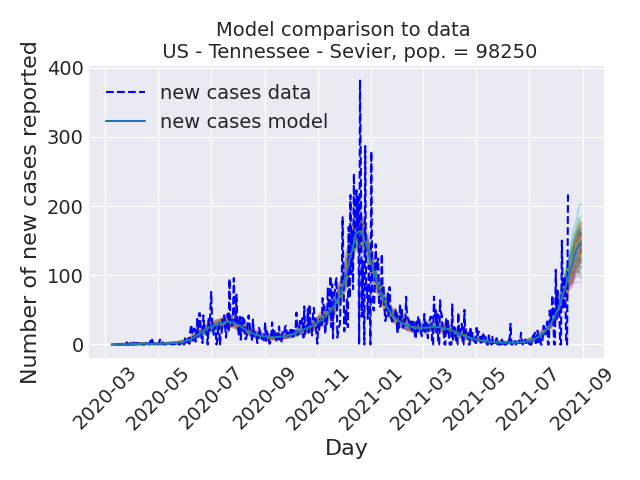 Model comparison to data
US - Tennessee - Sevier, pop. = 98250
Number of new cases reported
400
300
200
100
0
new cases data
new cases model
2020-03
2020-05
2020-07
2020-09
2020-11
2021-01
2021-03
2021-05
2021-07
2021-09
Day